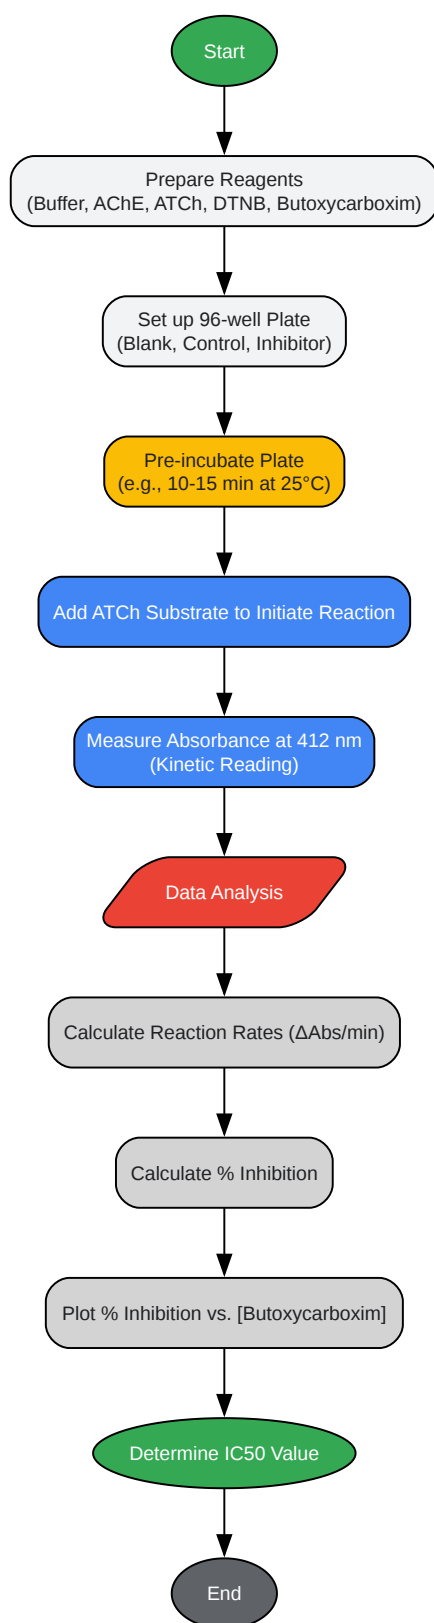 Start
Prepare Reagents
(Buffer, AChE, ATCh, DTNB, Butoxycarboxim)
Set up 96-well Plate
(Blank, Control, Inhibitor)
Pre-incubate Plate
(e.g., 10-15 min at 25°C)
Add ATCh Substrate to Initiate Reaction
Measure Absorbance at 412 nm
(Kinetic Reading)
Data Analysis
Calculate Reaction Rates (ΔAbs/min)
Calculate % Inhibition
Plot % Inhibition vs. [Butoxycarboxim]
Determine IC50 Value
End